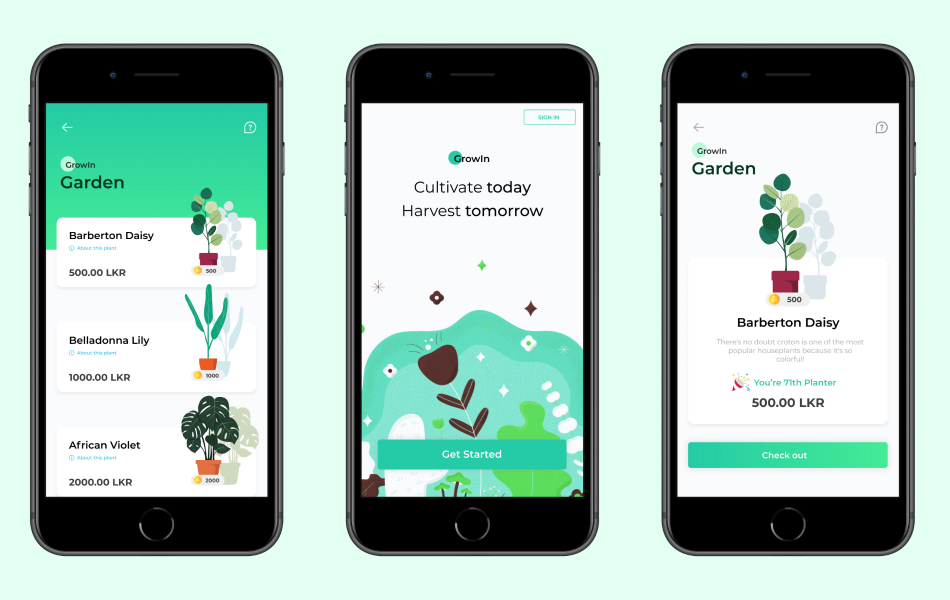 GrowIn
Garden
Barberton Daisy
About this plant
500.00 LKR
500
Belladonna Lily
About this plant
1000.00 LKR
1000
African Violet
About this plant
2000.00 LKR
2000
SIGN IN
GrowIn
Cultivate today
Harvest tomorrow
Get Started
?
GrowIn
Garden
500
Barberton Daisy
There's no doubt croton is one of the most
popular houseplants because it's so
colorful!
You're 71th Planter
500.00 LKR
Check out